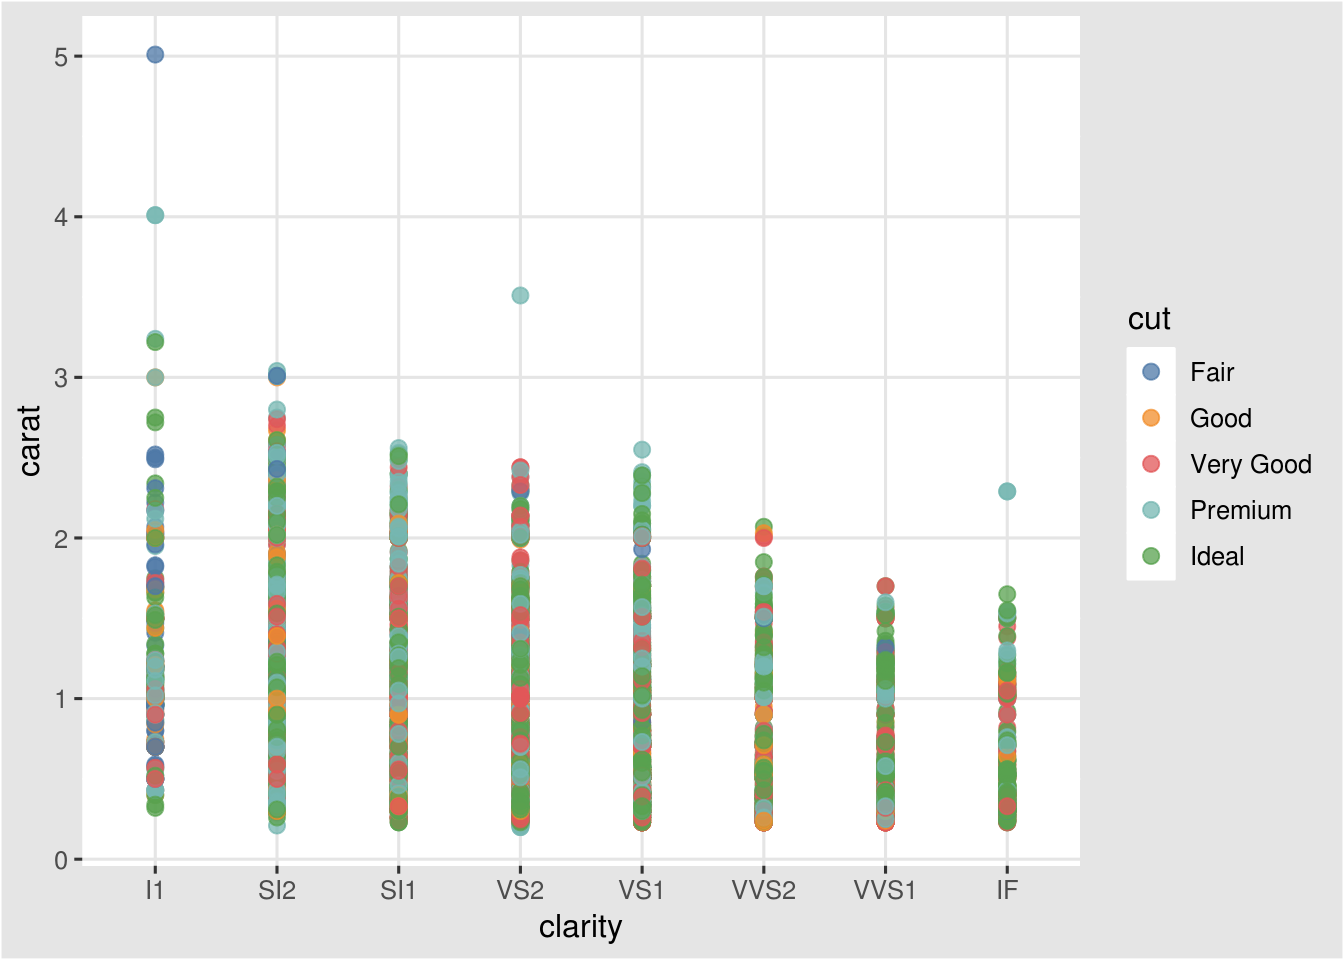 carat
5
4
3
2
1
0
I1 SI2 SI1 VS2 VS1 VVS2 VVS1 IF
clarity
cut
Fair
Good
Very Good
Premium
Ideal